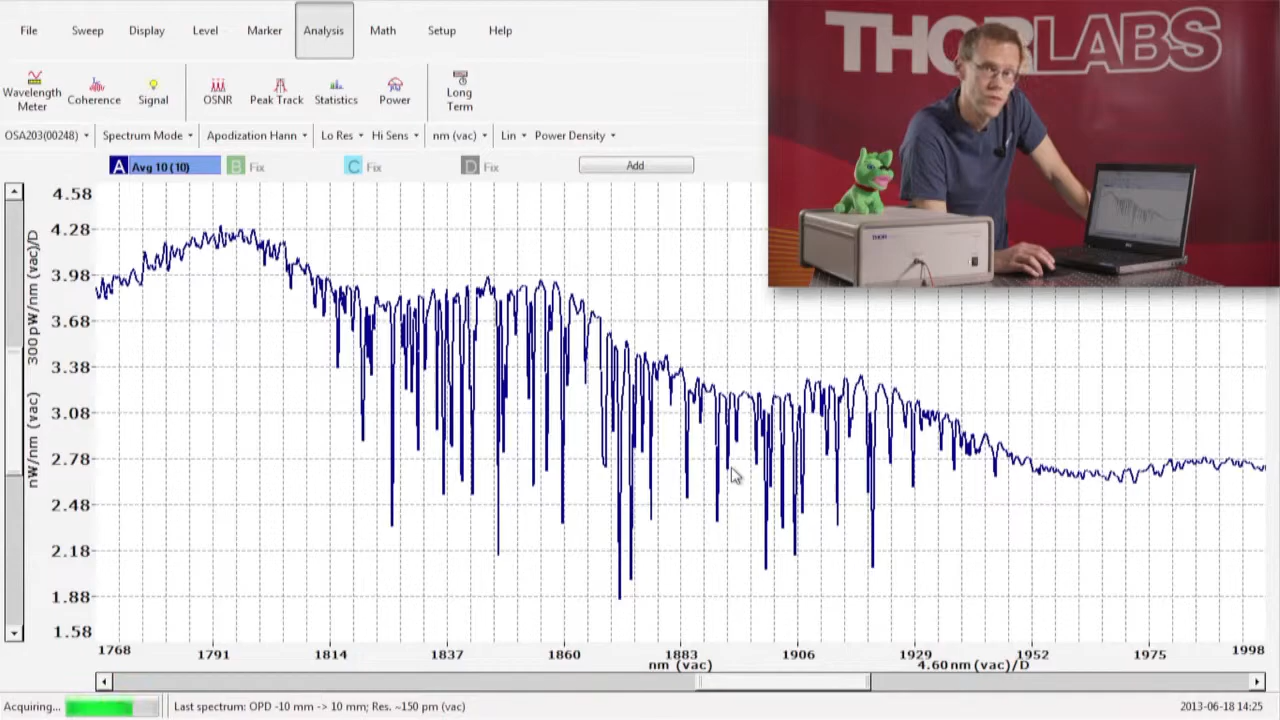 File Sweep Display Level Marker Analysis Math Setup Help
THORLABS
Wavelength Meter Coherence Signal OSNR Peak Track Statistics Power Long Term
OSA203(00248) Spectrum Mode Apodization Hann Lo Res Hi Sens nm (vac) Lin Power Density
A Avg 10 (10) B Fix C Fix D Fix Add
4.58
4.28
3.98
3.68
3.38
3.08
2.78
2.48
2.18
1.88
1.58
300 pW/nm (vac)/D
nW/nm (vac)
THOR
1768 1791 1814 1837 1860 1883 1906 1929 1952 1975 1998
nm (vac) 4.60 nm (vac)/D
Acquiring... Last spectrum: OPD -10 mm -> 10 mm; Res. ~150 pm (vac) 2013-06-18 14:25